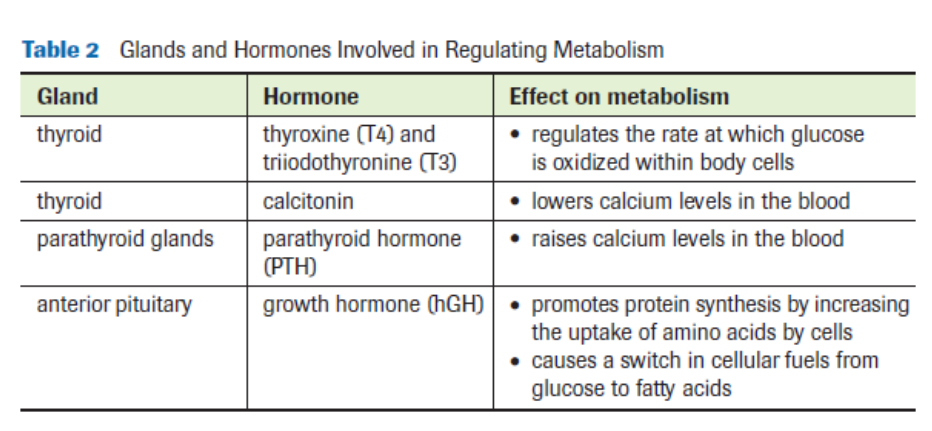 Table 2 Glands and Hormones Involved in Regulating Metabolism
Gland Hormone Effect on metabolism
thyroid thyroxine (T4) and • regulates the rate at which glucose
triiodothyronine (T3) is oxidized within body cells
thyroid calcitonin • lowers calcium levels in the blood
parathyroid glands parathyroid hormone • raises calcium levels in the blood
(PTH)
anterior pituitary growth hormone (hGH) • promotes protein synthesis by increasing
the uptake of amino acids by cells
• causes a switch in cellular fuels from
glucose to fatty acids